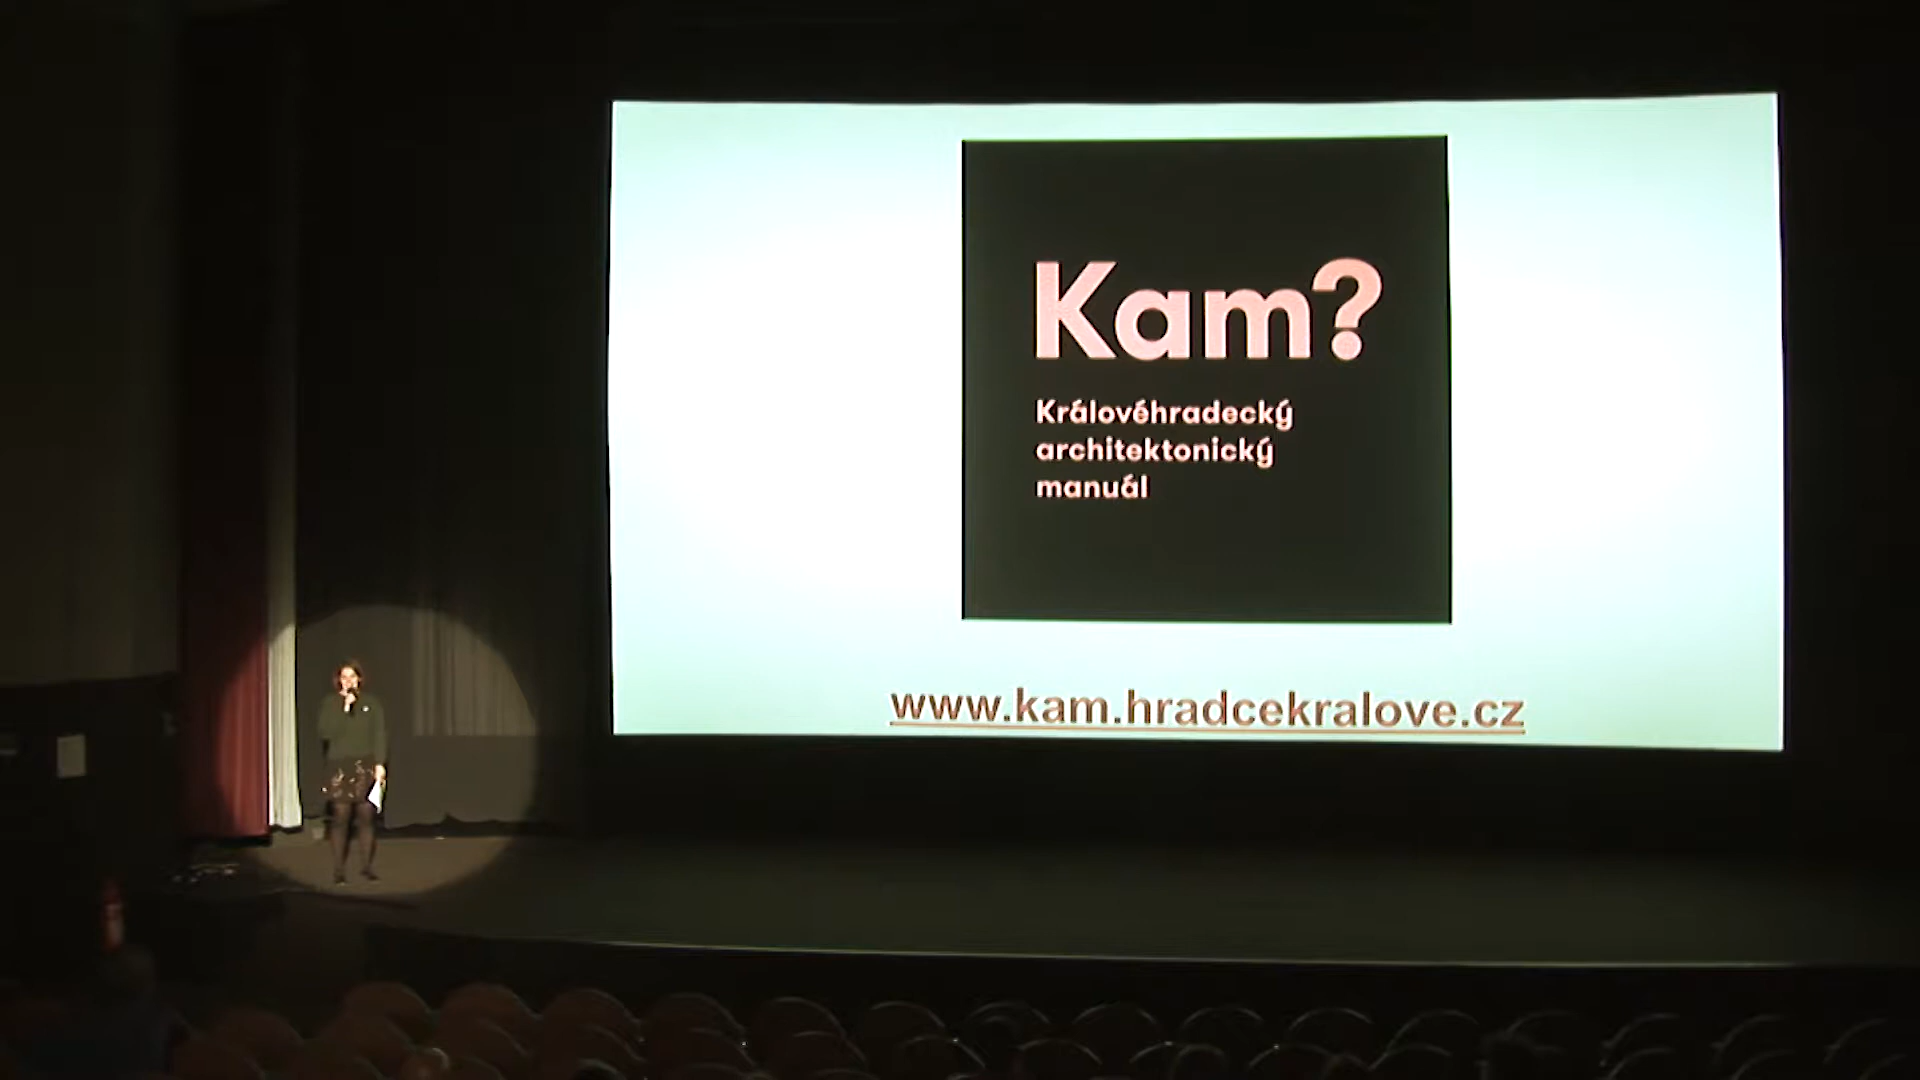 Kam?
Královéhradecký
architektonický
manuál
www.kam.hradcekralove.cz